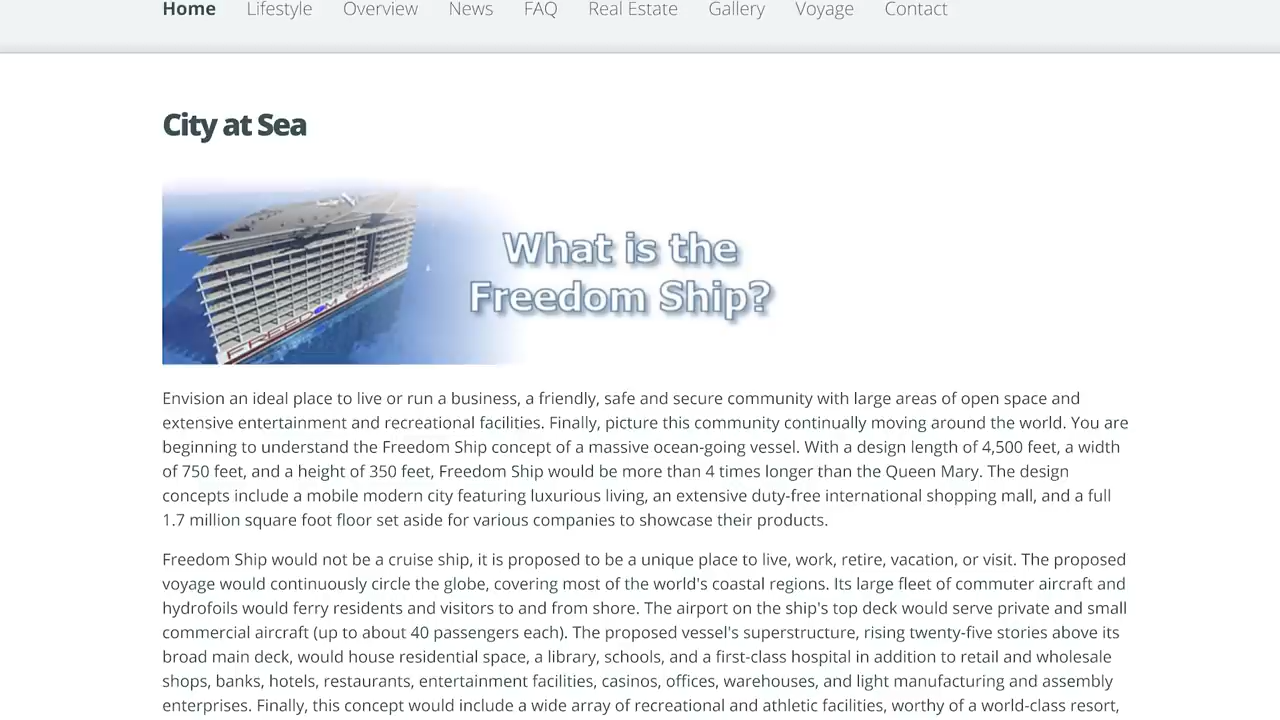 Home Lifestyle Overview News FAQ Real Estate Gallery Voyage Contact
City at Sea
What is the
Freedom Ship?
Envision an ideal place to live or run a business, a friendly, safe and secure community with large areas of open space and
extensive entertainment and recreational facilities. Finally, picture this community continually moving around the world. You are
beginning to understand the Freedom Ship concept of a massive ocean-going vessel. With a design length of 4,500 feet, a width
of 750 feet, and a height of 350 feet, Freedom Ship would be more than 4 times longer than the Queen Mary. The design
concepts include a mobile modern city featuring luxurious living, an extensive duty-free international shopping mall, and a full
1.7 million square foot floor set aside for various companies to showcase their products.
Freedom Ship would not be a cruise ship, it is proposed to be a unique place to live, work, retire, vacation, or visit. The proposed
voyage would continuously circle the globe, covering most of the world's coastal regions. Its large fleet of commuter aircraft and
hydrofoils would ferry residents and visitors to and from shore. The airport on the ship's top deck would serve private and small
commercial aircraft (up to about 40 passengers each). The proposed vessel's superstructure, rising twenty-five stories above its
broad main deck, would house residential space, a library, schools, and a first-class hospital in addition to retail and wholesale
shops, banks, hotels, restaurants, entertainment facilities, casinos, offices, warehouses, and light manufacturing and assembly
enterprises. Finally, this concept would include a wide array of recreational and athletic facilities, worthy of a world-class resort,